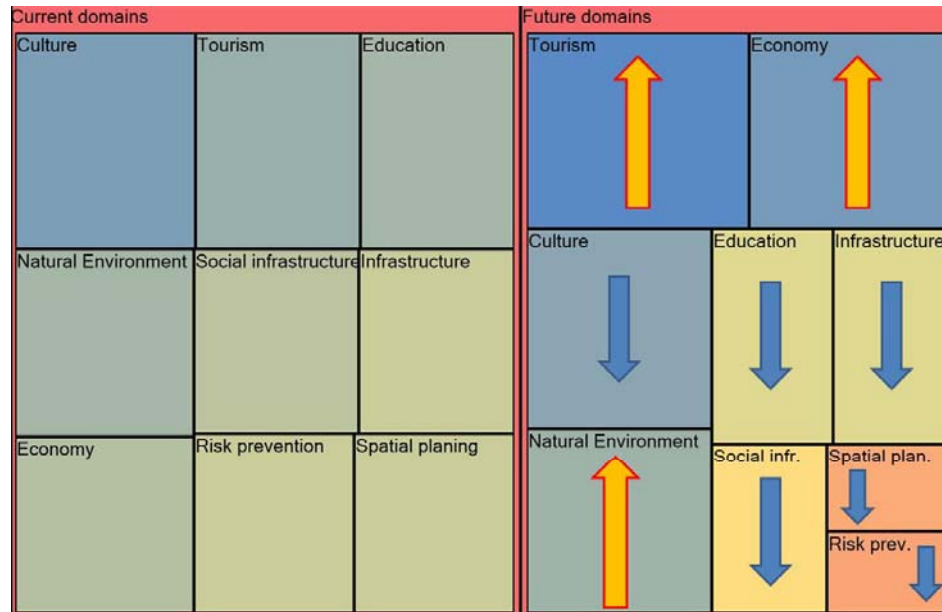 Current domains
Culture
Tourism
Education
Natural Environment
Social infrastructure
Infrastructure
Economy
Risk prevention
Spatial planing
Future domains
Tourism
Economy
Culture
Education
Infrastructure
Natural Environment
Social infr.
Spatial plan.
Risk prev.